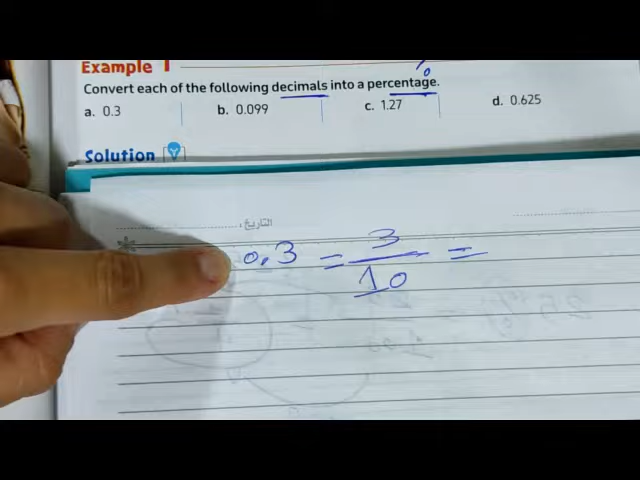 Example 1
%
Convert each of the following decimals into a percentage.
a. 0.3 b. 0.099 c. 1.27 d. 0.625
Solution
التاريخ :
0.3 = 3/10 =